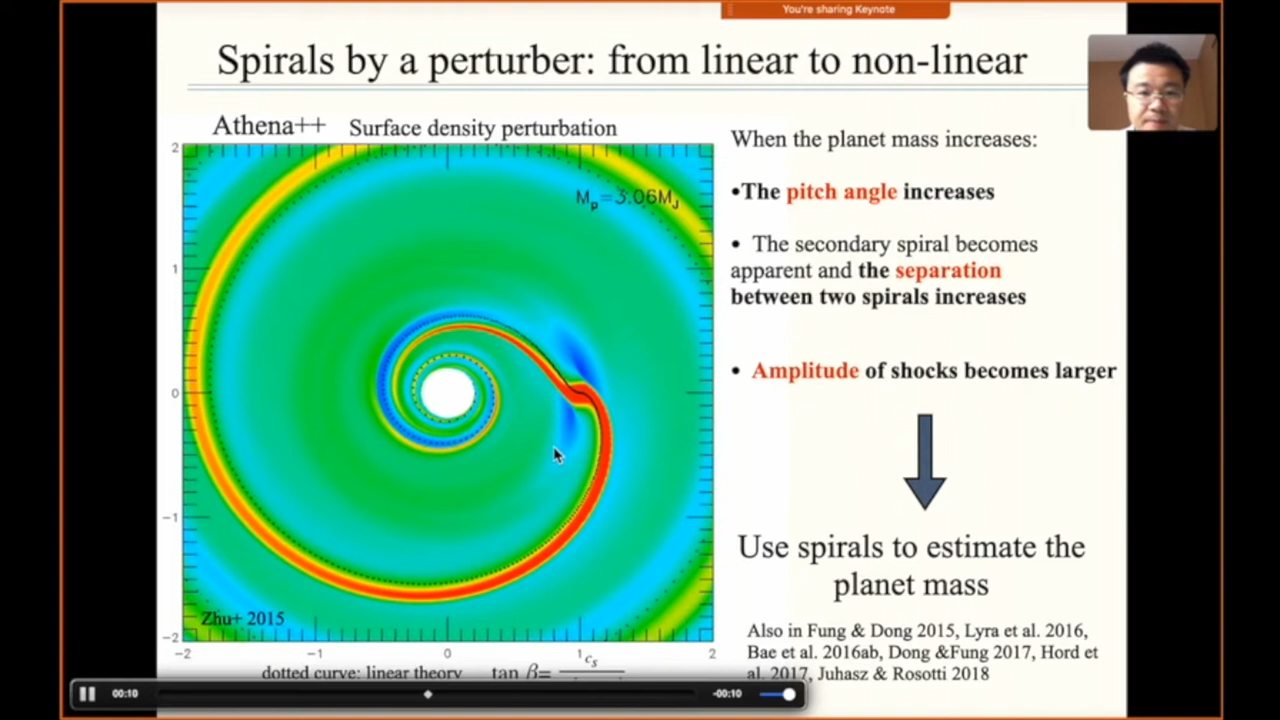 You're sharing Keynote
Spirals by a perturber: from linear to non-linear
Athena++ Surface density perturbation
Mp=3.06MJ
2
1
0
−1
−2
−2 −1 0 1 2
Zhu+ 2015
dotted curve: linear theory tan β= cs
When the planet mass increases:
•The pitch angle increases
• The secondary spiral becomes
apparent and the separation
between two spirals increases
• Amplitude of shocks becomes larger
Use spirals to estimate the
planet mass
Also in Fung & Dong 2015, Lyra et al. 2016,
Bae et al. 2016ab, Dong &Fung 2017, Hord et
al. 2017, Juhasz & Rosotti 2018
00:10
-00:10